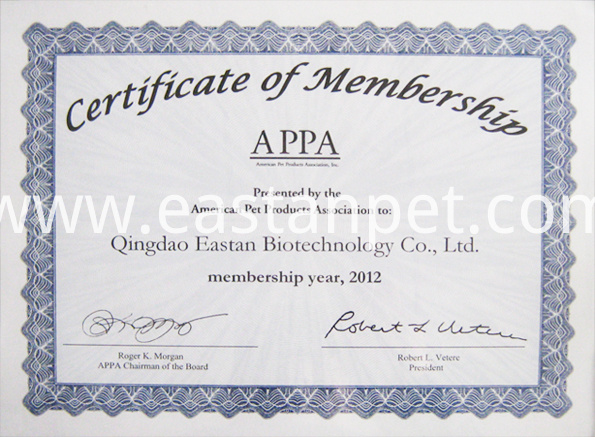 Certificate of Membership
APPA
American Pet Products Association, Inc.
Presented by the
American Pet Products Association to:
www.eastanpet.com
Qingdao Eastan Biotechnology Co., Ltd.
membership year, 2012
Robert L Vetere
Roger K. Morgan
APPA Chairman of the Board
Robert L. Vetere
President